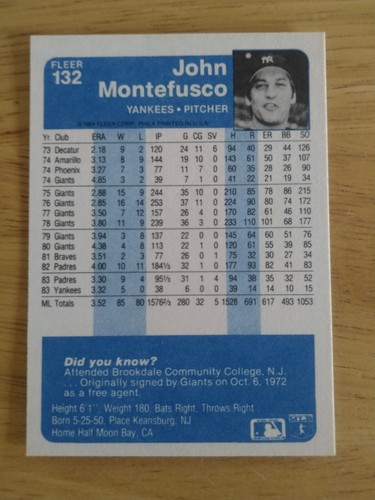 FLEER
132
John
Montefusco
YANKEES • PITCHER
© 1984 FLEER CORP. PHILA PRINTED IN U.S.A.
Yr. Club ERA W L IP G CG SV H R ER BB SO
73 Decatur 2.18 9 2 120 24 11 6 94 40 29 44 126
74 Amarillo 3.13 8 9 144 19 10 0 143 61 50 37 107
74 Phoenix 3.27 7 3 77 11 7 0 60 35 28 26 90
74 Giants 4.85 3 2 39 7 1 0 41 22 21 19 34
75 Giants 2.88 15 9 244 35 10 0 210 85 78 86 215
76 Giants 2.85 16 14 253 37 11 0 224 90 80 74 172
77 Giants 3.50 7 12 157 26 4 0 170 82 61 46 110
78 Giants 3.80 11 9 239 36 3 0 233 110 101 68 177
79 Giants 3.94 3 8 137 22 0 0 145 64 60 51 76
80 Giants 4.38 4 8 113 22 1 0 120 61 55 39 85
81 Braves 3.51 2 3 77 26 0 1 75 32 30 27 34
82 Padres 4.00 10 11 184⅓ 32 1 0 177 93 82 41 83
83 Padres 3.30 9 4 95⅓ 31 1 4 94 38 35 32 52
83 Yankees 3.32 5 0 38 6 0 0 39 14 14 10 15
ML Totals 3.52 85 80 1576⅔ 280 32 5 1528 691 617 493 1053
Did you know?
Attended Brookdale Community College, N.J.
. . . Originally signed by Giants on Oct. 6, 1972
as a free agent.
Height 6'1", Weight 180, Bats Right, Throws Right
Born 5-25-50, Place Keansburg, NJ
Home Half Moon Bay, CA